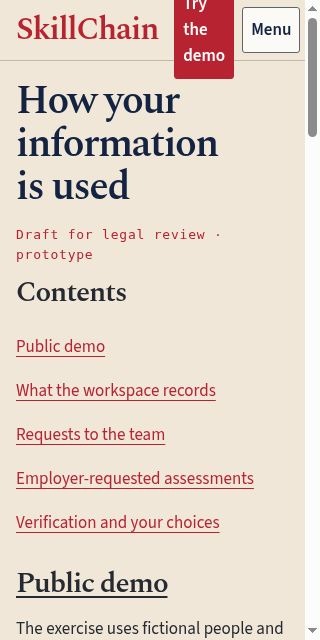 SkillChain
Try
the
demo
Menu
How your
information
is used
Draft for legal review ·
prototype
Contents
Public demo
What the workspace records
Requests to the team
Employer-requested assessments
Verification and your choices
Public demo
The exercise uses fictional people and